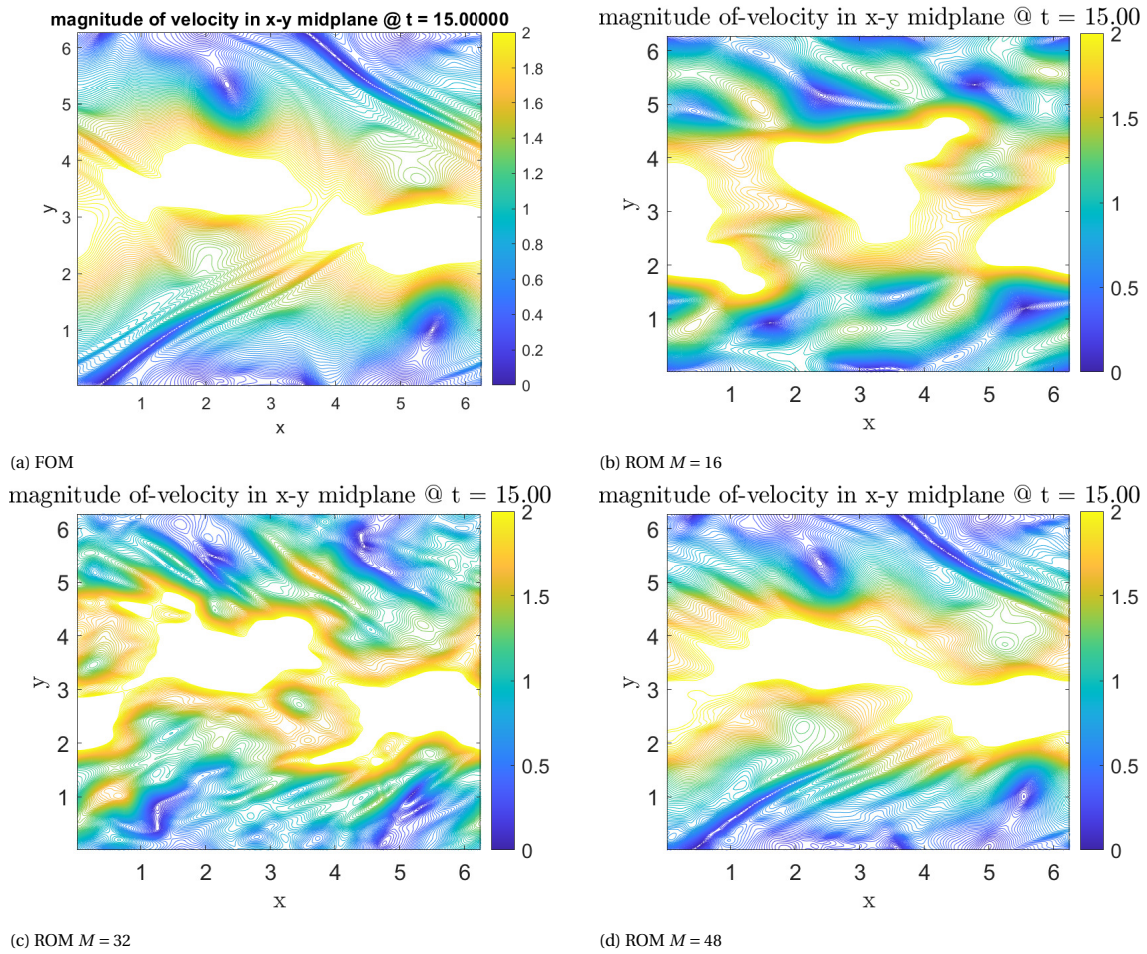 magnitude of velocity in x-y midplane @ t = 15.00000
6
5
4
3
2
1
y
1 2 3 4 5 6
x
2
1.8
1.6
1.4
1.2
1
0.8
0.6
0.4
0.2
0
(a) FOM
magnitude of-velocity in x-y midplane @ t = 15.00
6
5
4
3
2
1
y
1 2 3 4 5 6
x
2
1.5
1
0.5
0
(b) ROM M = 16
magnitude of-velocity in x-y midplane @ t = 15.00
6
5
4
3
2
1
y
1 2 3 4 5 6
x
2
1.5
1
0.5
0
(c) ROM M = 32
magnitude of-velocity in x-y midplane @ t = 15.00
6
5
4
3
2
1
y
1 2 3 4 5 6
x
2
1.5
1
0.5
0
(d) ROM M = 48